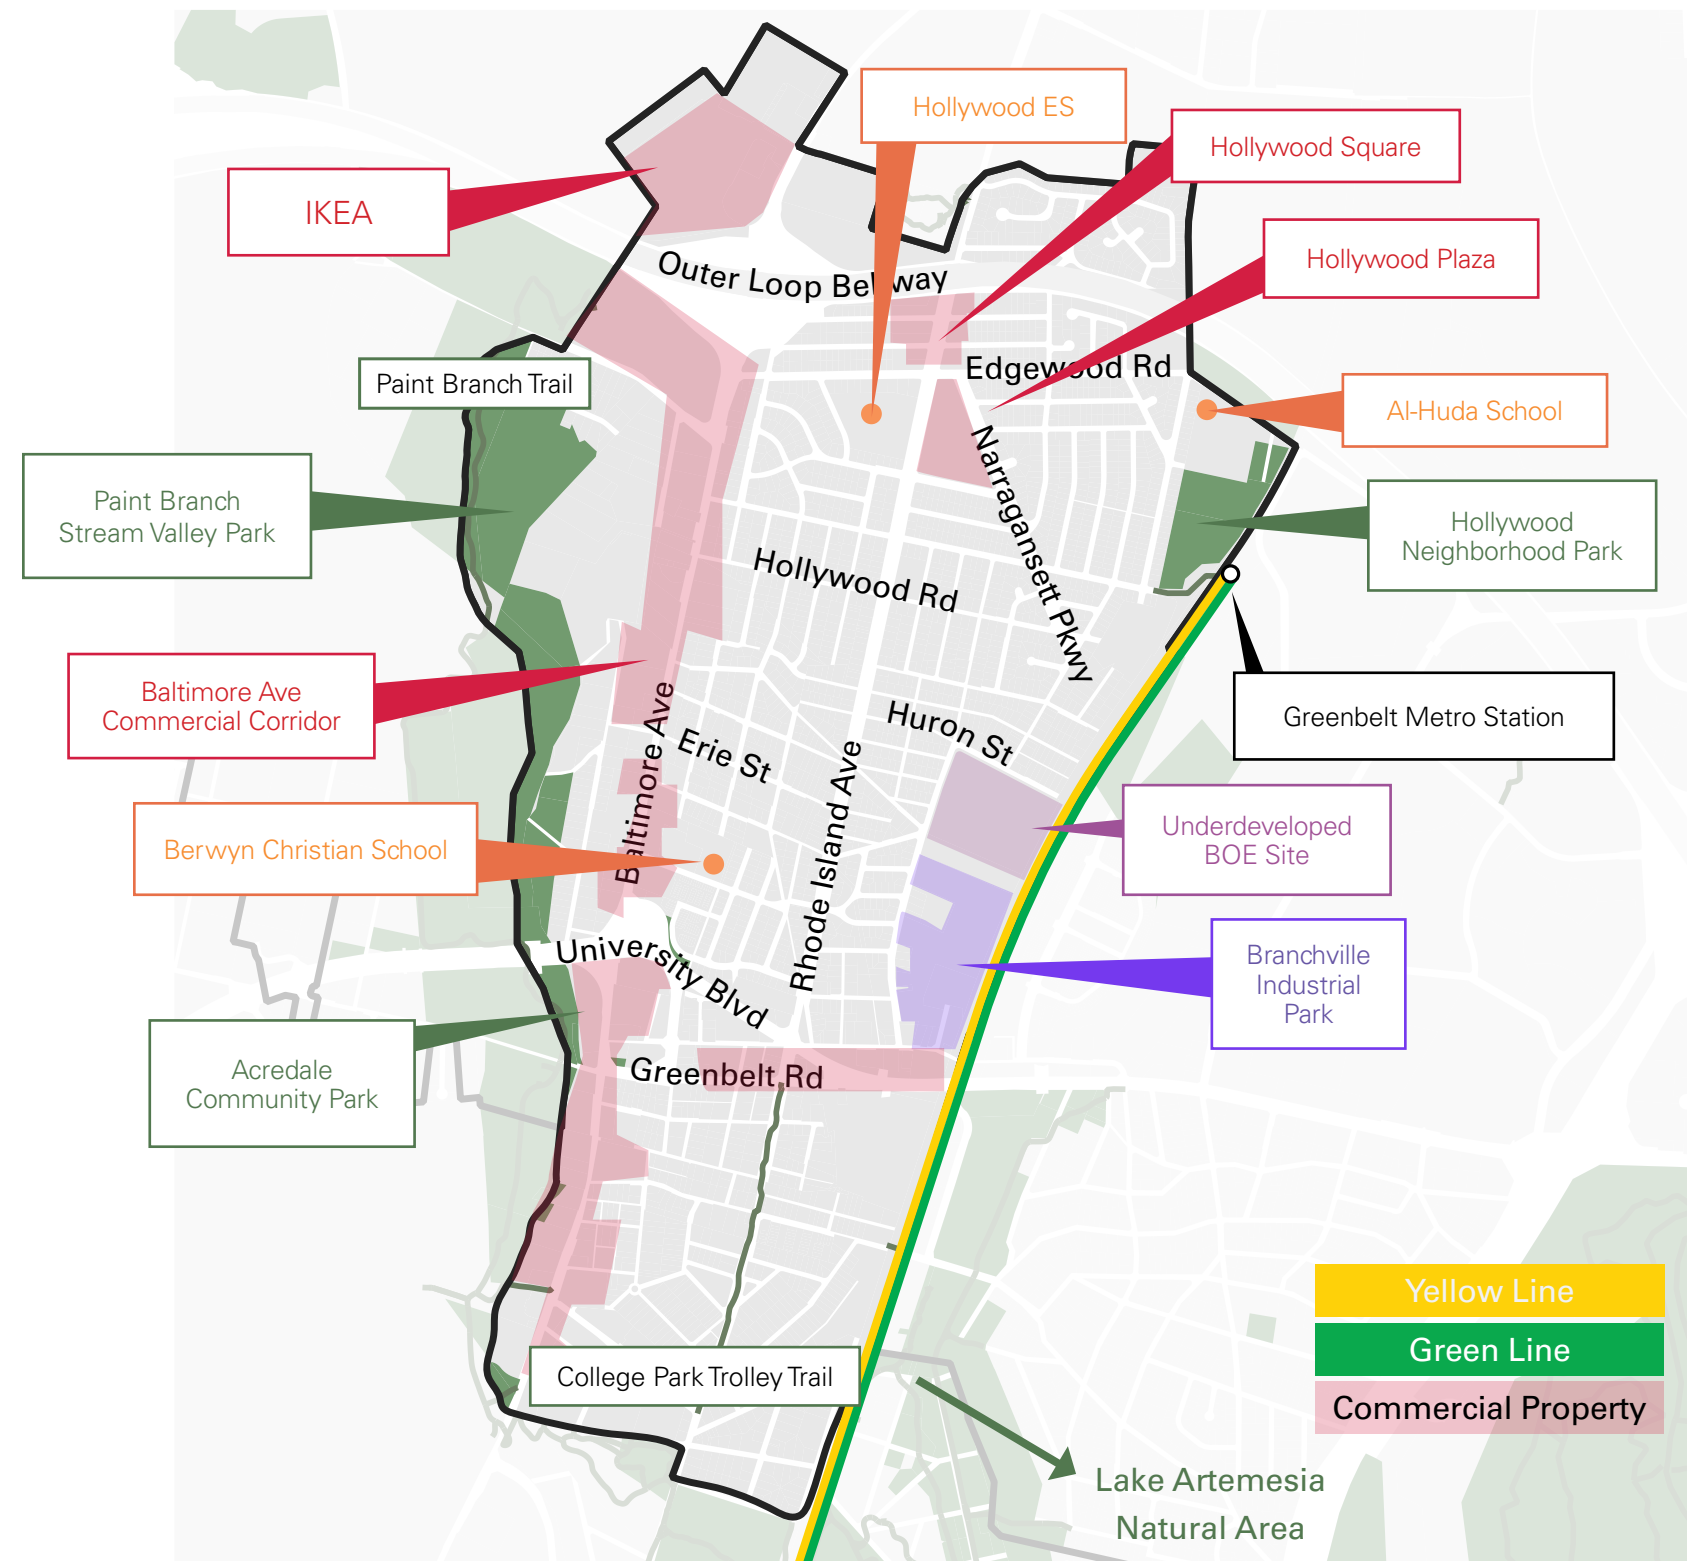 Hollywood ES
Hollywood Square
IKEA
Hollywood Plaza
Outer Loop Beltway
Paint Branch Trail
Edgewood Rd
Al-Huda School
Paint Branch
Stream Valley Park
Narragansett Pkwy
Hollywood
Neighborhood Park
Hollywood Rd
Baltimore Ave
Commercial Corridor
Greenbelt Metro Station
Baltimore Ave
Erie St
Huron St
Rhode Island Ave
Underdeveloped
BOE Site
Berwyn Christian School
University Blvd
Branchville
Industrial
Park
Acredale
Community Park
Greenbelt Rd
Yellow Line
Green Line
Commercial Property
College Park Trolley Trail
Lake Artemesia
Natural Area